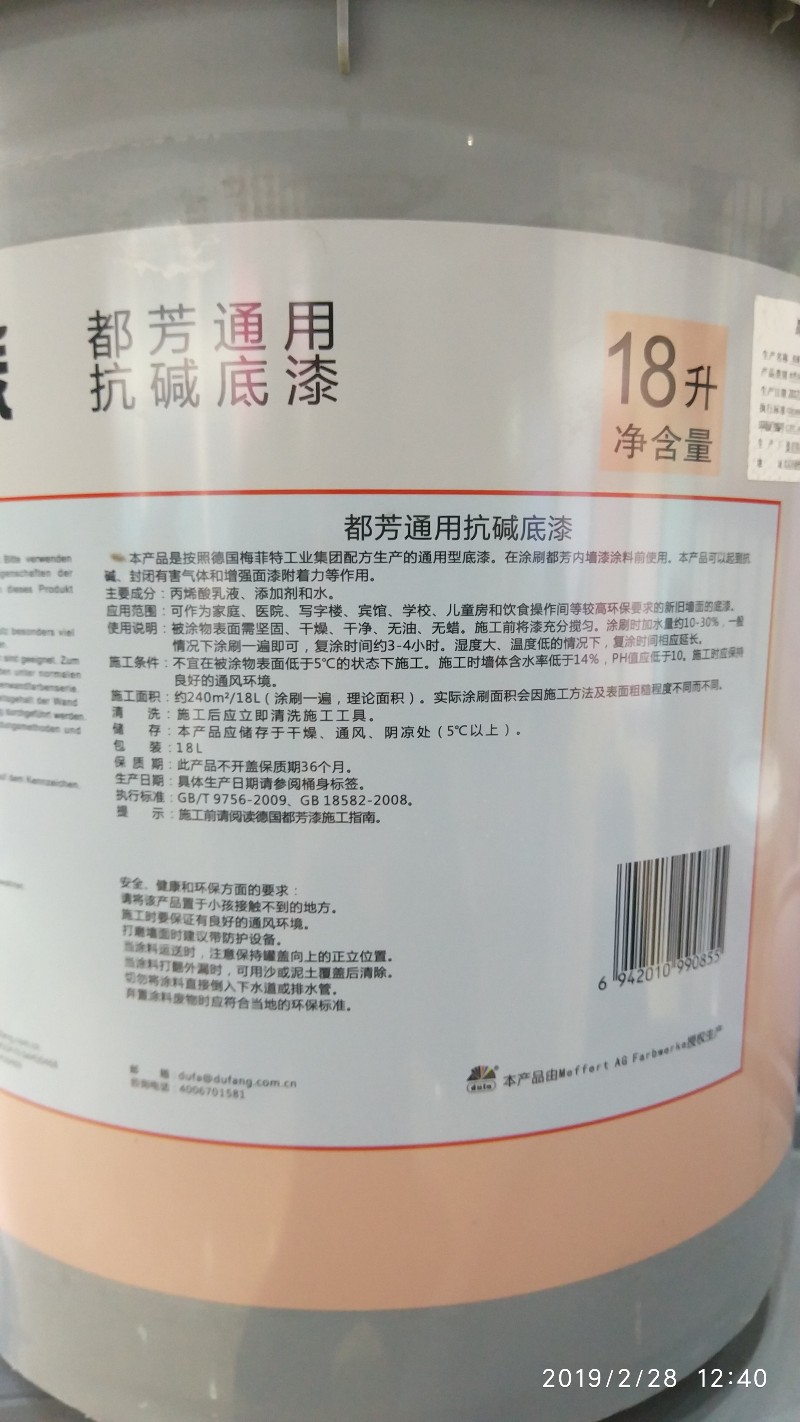 都芳通用
抗碱底漆
18升
净含量
都芳通用抗碱底漆
本产品是按照德国梅菲特工业集团配方生产的通用型底漆。在涂刷都芳内墙漆涂料前使用。本产品可以起到抗
碱、封闭有害气体和增强面漆附着力等作用。
主要成分：丙烯酸乳液、添加剂和水。
应用范围：可作为家庭、医院、写字楼、宾馆、学校、儿童房和饮食操作间等较高环保要求的新旧墙面的底漆。
使用说明：被涂物表面需坚固、干燥、干净、无油、无蜡。施工前将漆充分搅匀。涂刷时加水量约10-30%，一般
情况下涂刷一遍即可，复涂时间约3-4小时。湿度大、温度低的情况下，复涂时间相应延长。
施工条件：不宜在被涂物表面低于5℃的状态下施工。施工时墙体含水率低于14%，PH值应低于10。施工时应保持
良好的通风环境。
施工面积：约240m²/18L（涂刷一遍，理论面积）。实际涂刷面积会因施工方法及表面粗糙程度不同而不同。
清 洗：施工后应立即清洗施工工具。
储 存：本产品应储存于干燥、通风、阴凉处（5℃以上）。
包 装：18L
保 质 期：此产品不开盖保质期36个月。
生产日期：具体生产日期请参阅桶身标签。
执行标准：GB/T 9756-2009、GB 18582-2008。
提 示：施工前请阅读德国都芳漆施工指南。
安全、健康和环保方面的要求：
请将该产品置于小孩接触不到的地方。
施工时要保证有良好的通风环境。
打磨墙面时建议带防护设备。
当涂料运送时，注意保持罐盖向上的正立位置。
当涂料打翻外漏时，可用沙或泥土覆盖后清除。
切勿将涂料直接倒入下水道或排水管。
弃置涂料废物时应符合当地的环保标准。
6 942010 990855
邮 箱：dufa@dufang.com.cn
咨询电话：4006701581
dufa 本产品由Meffert AG Farbwerke授权生产
Bitte verwenden
genschaften der
dieses Produkt
2019/2/28 12:40